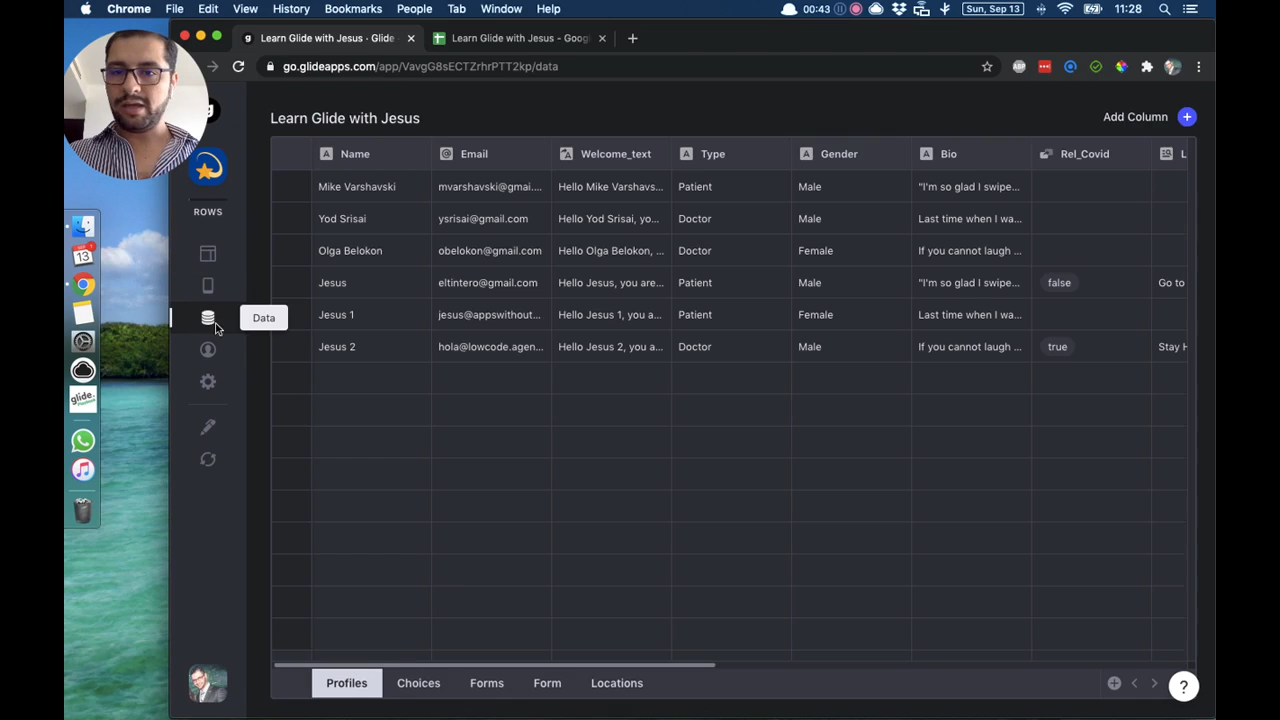 Chrome File Edit View History Bookmarks People Tab Window Help 00:43 Sun, Sep 13 11:28
Learn Glide with Jesus · Glide Learn Glide with Jesus - Goog
go.glideapps.com/app/VavgG8sECTZrhrPTT2kp/data
Learn Glide with Jesus Add Column
Name Email Welcome_text Type Gender Bio Rel_Covid L
Mike Varshavski mvarshavski@gmai... Hello Mike Varshavs... Patient Male "I'm so glad I swipe...
Yod Srisai ysrisai@gmail.com Hello Yod Srisai, yo... Doctor Male Last time when I wa...
Olga Belokon obelokon@gmail.com Hello Olga Belokon, ... Doctor Female If you cannot laugh ...
Jesus eltintero@gmail.com Hello Jesus, you are... Patient Male "I'm so glad I swipe... false Go to
Jesus 1 jesus@appswithout... Hello Jesus 1, you a... Patient Female Last time when I wa...
Jesus 2 hola@lowcode.agen... Hello Jesus 2, you a... Doctor Male If you cannot laugh ... true Stay H
ROWS
Data
13
glide.
Profiles Choices Forms Form Locations
?